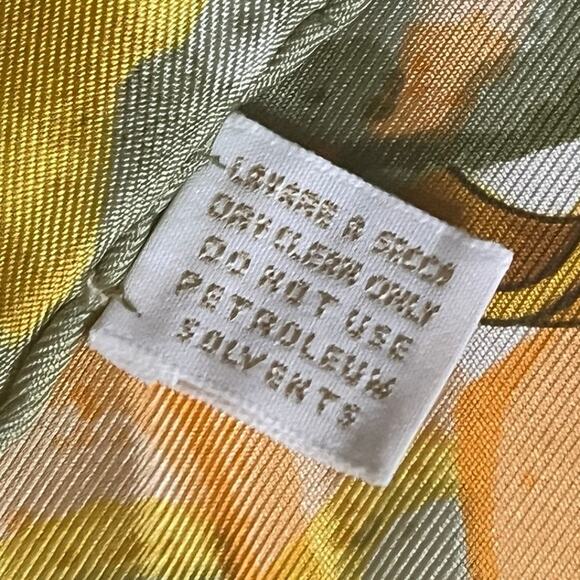 LAVARE A SECCO
DRY CLEAN ONLY
DO NOT USE
PETROLEUM
SOLVENTS